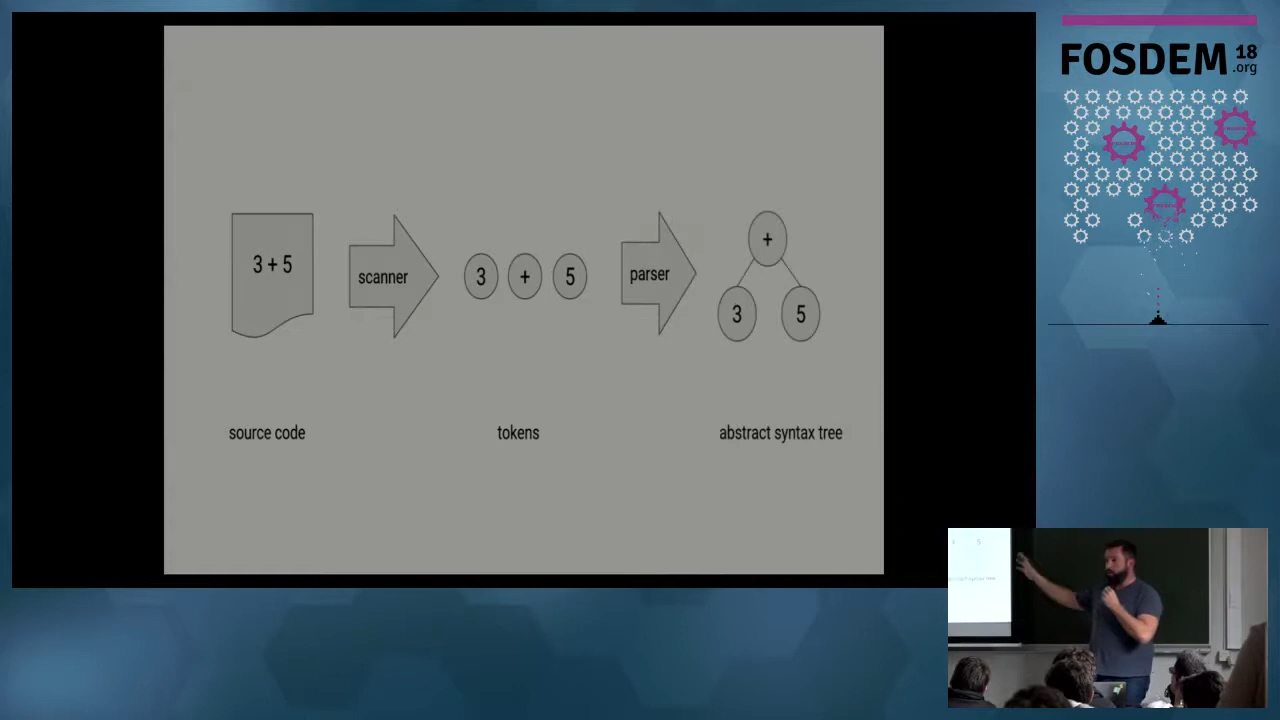 3 + 5
scanner
3
+
5
parser
+
3
5
source code
tokens
abstract syntax tree
FOSDEM 18
.org